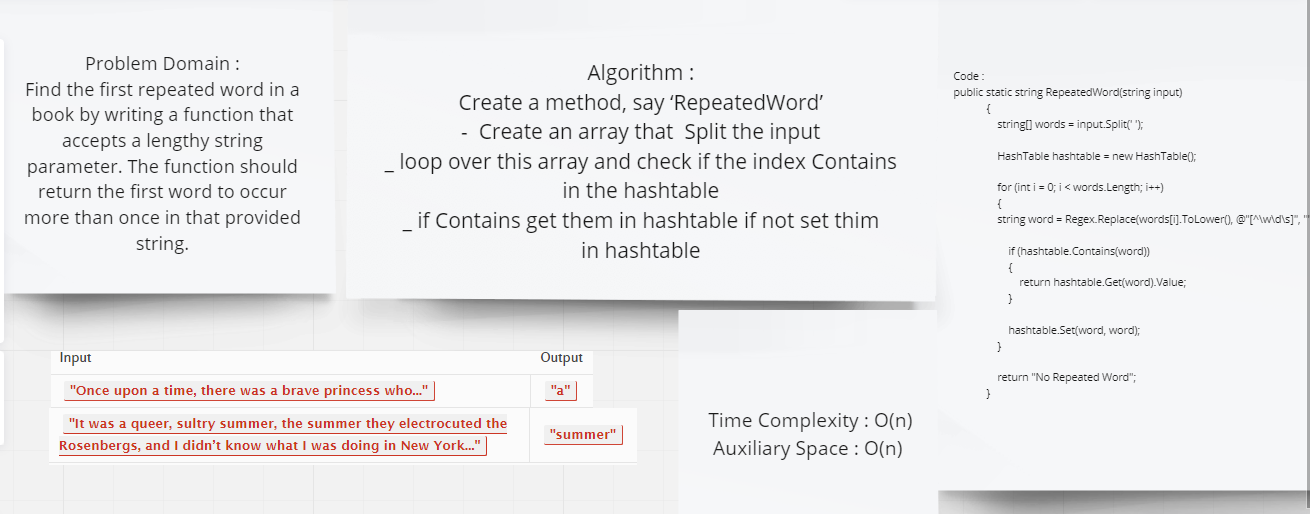 Problem Domain :
Find the first repeated word in a
book by writing a function that
accepts a lengthy string
parameter. The function should
return the first word to occur
more than once in that provided
string.
Algorithm :
Create a method, say ‘RepeatedWord’
- Create an array that Split the input
_ loop over this array and check if the index Contains
in the hashtable
_ if Contains get them in hashtable if not set thim
in hashtable
Input Output
"Once upon a time, there was a brave princess who..." "a"
"It was a queer, sultry summer, the summer they electrocuted the
Rosenbergs, and I didn’t know what I was doing in New York..." "summer"
Time Complexity : O(n)
Auxiliary Space : O(n)
Code :
public static string RepeatedWord(string input)
{
string[] words = input.Split(' ');
HashTable hashtable = new HashTable();
for (int i = 0; i < words.Length; i++)
{
string word = Regex.Replace(words[i].ToLower(), @"[^\w\d\s]", "
if (hashtable.Contains(word))
{
return hashtable.Get(word).Value;
}
hashtable.Set(word, word);
}
return "No Repeated Word";
}